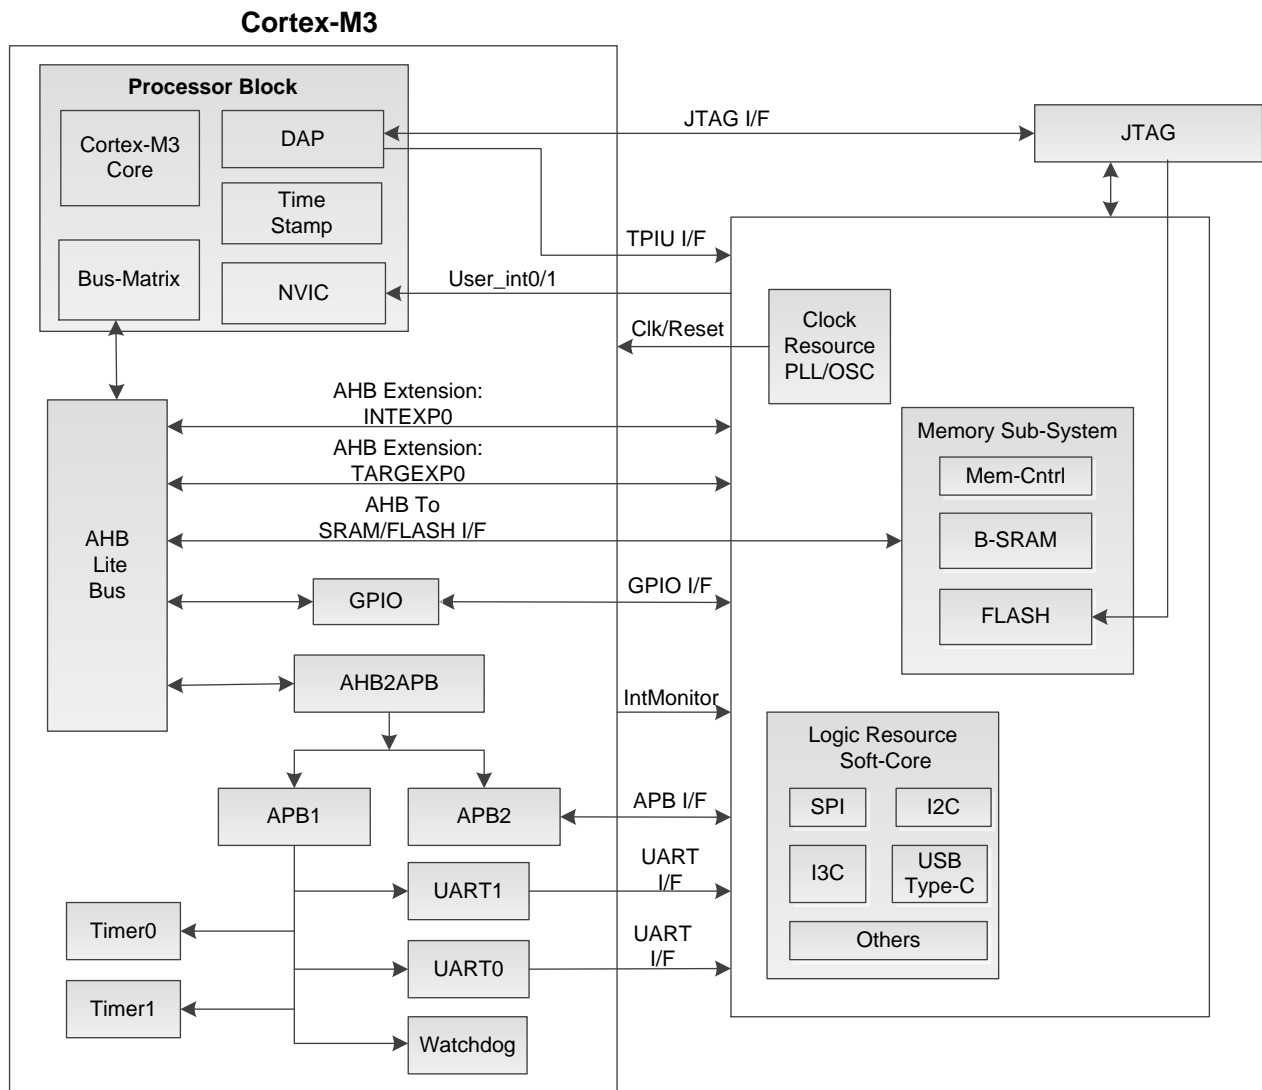 Cortex-M3
Processor Block
Cortex-M3
Core
DAP
Time
Stamp
Bus-Matrix
NVIC
JTAG I/F
JTAG
TPIU I/F
User_int0/1
Clk/Reset
Clock
Resource
PLL/OSC
AHB Extension:
INTEXP0
AHB Extension:
TARGEXP0
AHB To
SRAM/FLASH I/F
AHB
Lite
Bus
Memory Sub-System
Mem-Cntrl
B-SRAM
FLASH
GPIO
GPIO I/F
AHB2APB
IntMonitor
APB1
APB2
APB I/F
Logic Resource
Soft-Core
SPI
I2C
I3C
USB
Type-C
Others
UART1
UART
I/F
Timer0
UART0
UART
I/F
Timer1
Watchdog